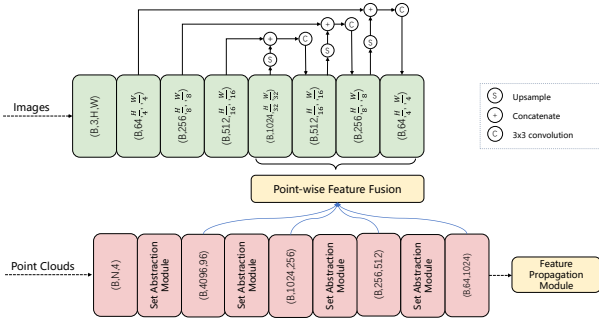 +
C
+
C
+
C
S
S
S
Images
(B,3,H,W)
(B,64,H/4,W/4)
(B,256,H/8,W/8)
(B,512,H/16,W/16)
(B,1024,H/32,W/32)
(B,512,H/16,W/16)
(B,256,H/8,W/8)
(B,64,H/4,W/4)
S Upsample
+ Concatenate
C 3x3 convolution
Point-wise Feature Fusion
Point Clouds
(B,N,4)
Set Abstraction
Module
(B,4096,96)
Set Abstraction
Module
(B,1024,256)
Set Abstraction
Module
(B,256,512)
Set Abstraction
Module
(B,64,1024)
Feature
Propagation
Module